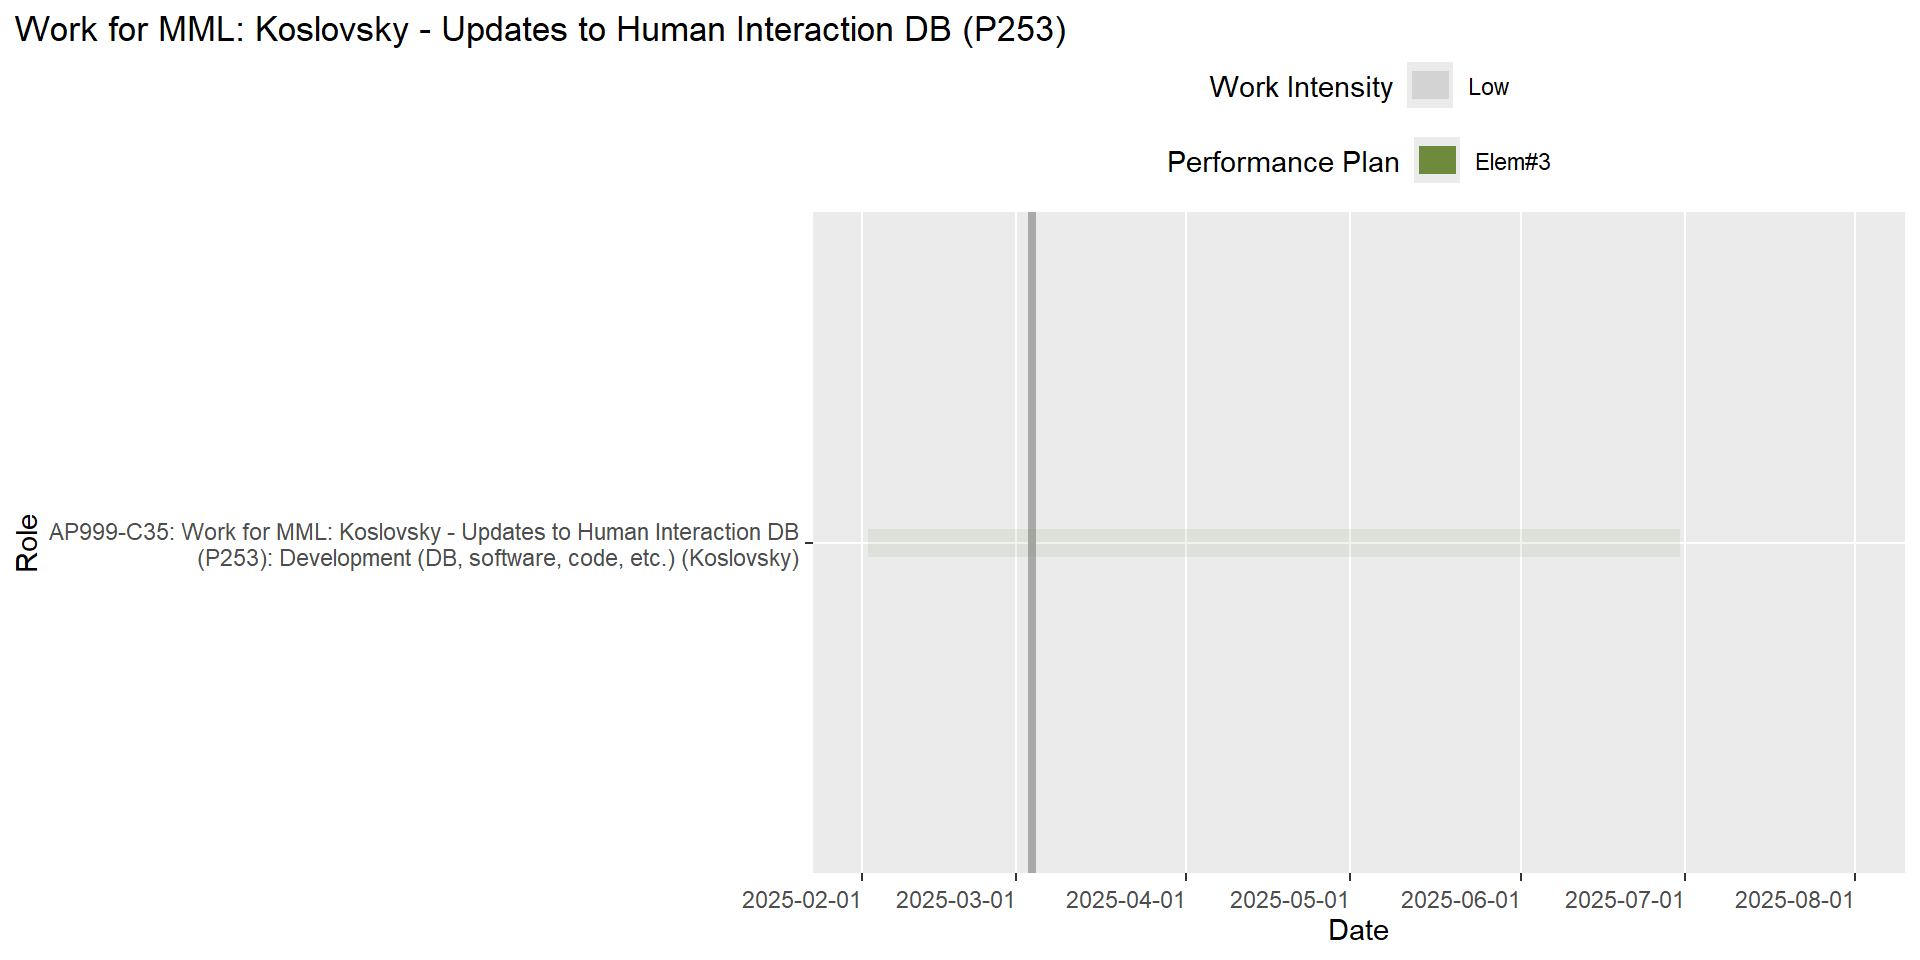 Work for MML: Koslovsky - Updates to Human Interaction DB (P253)
Work Intensity Low
Performance Plan Elem#3
Role
AP999-C35: Work for MML: Koslovsky - Updates to Human Interaction DB
(P253): Development (DB, software, code, etc.) (Koslovsky)
2025-02-01 2025-03-01 2025-04-01 2025-05-01 2025-06-01 2025-07-01 2025-08-01
Date